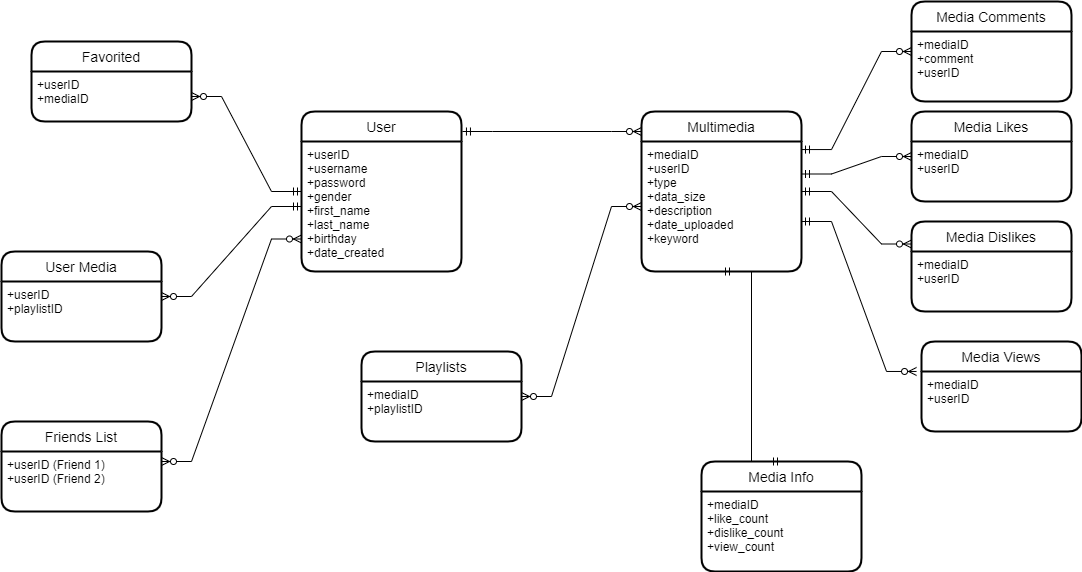 Media Comments
+mediaID
+comment
+userID
Favorited
+userID
+mediaID
User
+userID
+username
+password
+gender
+first_name
+last_name
+birthday
+date_created
Multimedia
+mediaID
+userID
+type
+data_size
+description
+date_uploaded
+keyword
Media Likes
+mediaID
+userID
Media Dislikes
+mediaID
+userID
User Media
+userID
+playlistID
Playlists
+mediaID
+playlistID
Media Views
+mediaID
+userID
Friends List
+userID (Friend 1)
+userID (Friend 2)
Media Info
+mediaID
+like_count
+dislike_count
+view_count